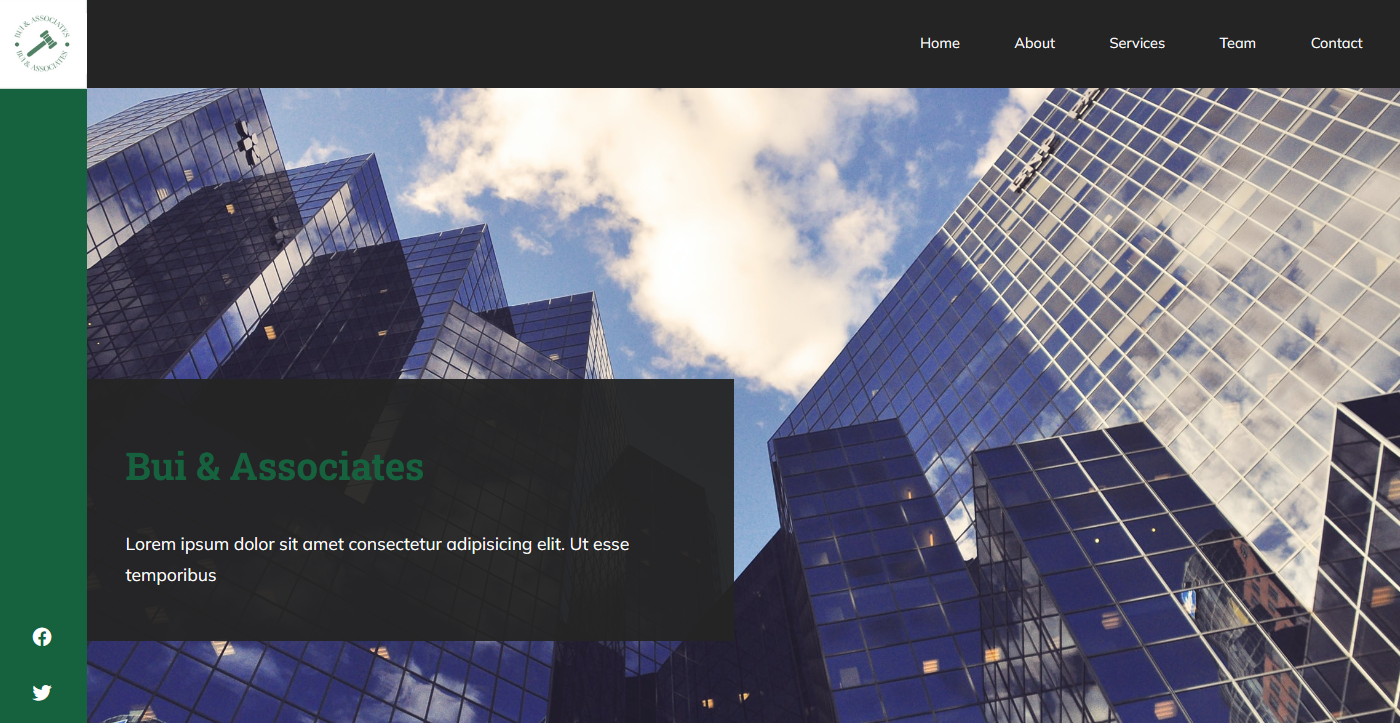 BUI & ASSOCIATES
BUI & ASSOCIATES
Home
About
Services
Team
Contact
Bui & Associates
Lorem ipsum dolor sit amet consectetur adipisicing elit. Ut esse
temporibus